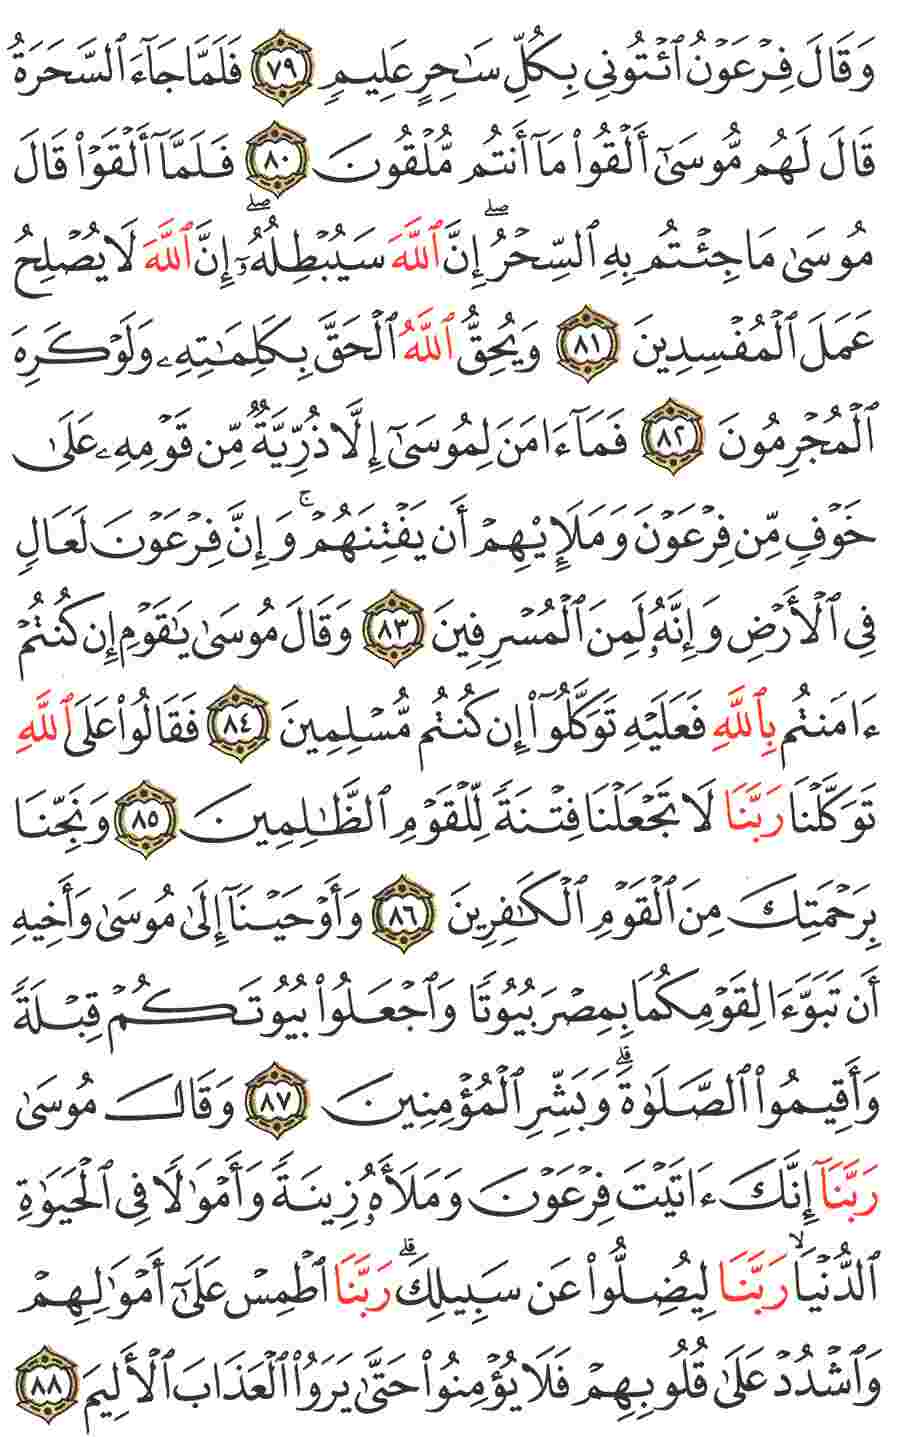 وَقَالَ فِرْعَوْنُ ٱئْتُونِى بِكُلِّ سَـٰحِرٍ عَلِيمٍ ٧٩ فَلَمَّا جَآءَ ٱلسَّحَرَةُ
قَالَ لَهُم مُّوسَىٰٓ أَلْقُوا۟ مَآ أَنتُم مُّلْقُونَ ٨٠ فَلَمَّآ أَلْقَوْا۟ قَالَ
مُوسَىٰ مَا جِئْتُم بِهِ ٱلسِّحْرُ ۖ إِنَّ ٱللَّهَ سَيُبْطِلُهُۥٓ ۖ إِنَّ ٱللَّهَ لَا يُصْلِحُ
عَمَلَ ٱلْمُفْسِدِينَ ٨١ وَيُحِقُّ ٱللَّهُ ٱلْحَقَّ بِكَلِمَـٰتِهِۦ وَلَوْ كَرِهَ
ٱلْمُجْرِمُونَ ٨٢ فَمَآ ءَامَنَ لِمُوسَىٰٓ إِلَّا ذُرِّيَّةٌ مِّن قَوْمِهِۦ عَلَىٰ
خَوْفٍ مِّن فِرْعَوْنَ وَمَلَإِي۟هِمْ أَن يَفْتِنَهُمْ ۚ وَإِنَّ فِرْعَوْنَ لَعَالٍ
فِى ٱلْأَرْضِ وَإِنَّهُۥ لَمِنَ ٱلْمُسْرِفِينَ ٨٣ وَقَالَ مُوسَىٰ يَـٰقَوْمِ إِن كُنتُمْ
ءَامَنتُم بِٱللَّهِ فَعَلَيْهِ تَوَكَّلُوٓا۟ إِن كُنتُم مُّسْلِمِينَ ٨٤ فَقَالُوا۟ عَلَى ٱللَّهِ
تَوَكَّلْنَا رَبَّنَا لَا تَجْعَلْنَا فِتْنَةً لِّلْقَوْمِ ٱلظَّـٰلِمِينَ ٨٥ وَنَجِّنَا
بِرَحْمَتِكَ مِنَ ٱلْقَوْمِ ٱلْكَـٰفِرِينَ ٨٦ وَأَوْحَيْنَآ إِلَىٰ مُوسَىٰ وَأَخِيهِ
أَن تَبَوَّءَا لِقَوْمِكُمَا بِمِصْرَ بُيُوتًا وَٱجْعَلُوا۟ بُيُوتَكُمْ قِبْلَةً
وَأَقِيمُوا۟ ٱلصَّلَوٰةَ ۗ وَبَشِّرِ ٱلْمُؤْمِنِينَ ٨٧ وَقَالَ مُوسَىٰ
رَبَّنَآ إِنَّكَ ءَاتَيْتَ فِرْعَوْنَ وَمَلَأَهُۥ زِينَةً وَأَمْوَٰلًا فِى ٱلْحَيَوٰةِ
ٱلدُّنْيَا ۙ رَبَّنَا لِيُضِلُّوا۟ عَن سَبِيلِكَ ۗ رَبَّنَا ٱطْمِسْ عَلَىٰٓ أَمْوَٰلِهِمْ
وَٱشْدُدْ عَلَىٰ قُلُوبِهِمْ فَلَا يُؤْمِنُوا۟ حَتَّىٰ يَرَوُا۟ ٱلْعَذَابَ ٱلْأَلِيمَ ٨٨